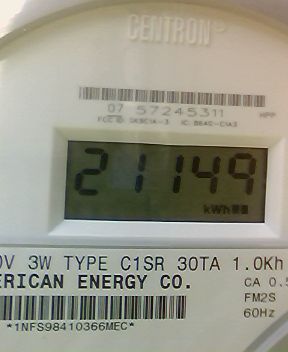 CENTRON®
07 57245311
HPP
21149
kWh
0V 3W TYPE C1SR 30TA 1.0Kh
ERICAN ENERGY CO.
CA 0.5
FM2S
60Hz
*1NFS98410366MEC*